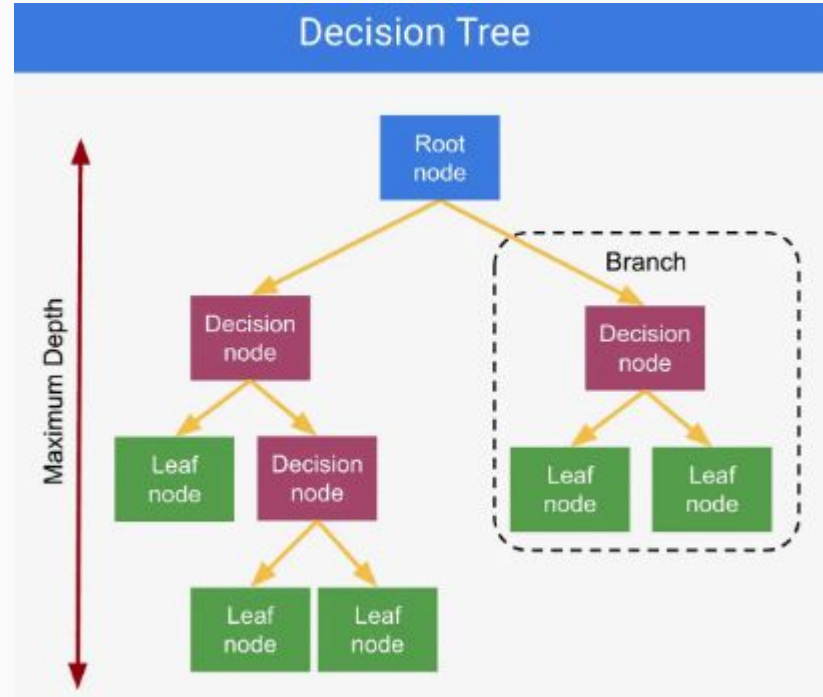 Decision Tree
Root
node
Branch
Maximum Depth
Decision
node
Decision
node
Leaf
node
Decision
node
Leaf
node
Leaf
node
Leaf
node
Leaf
node